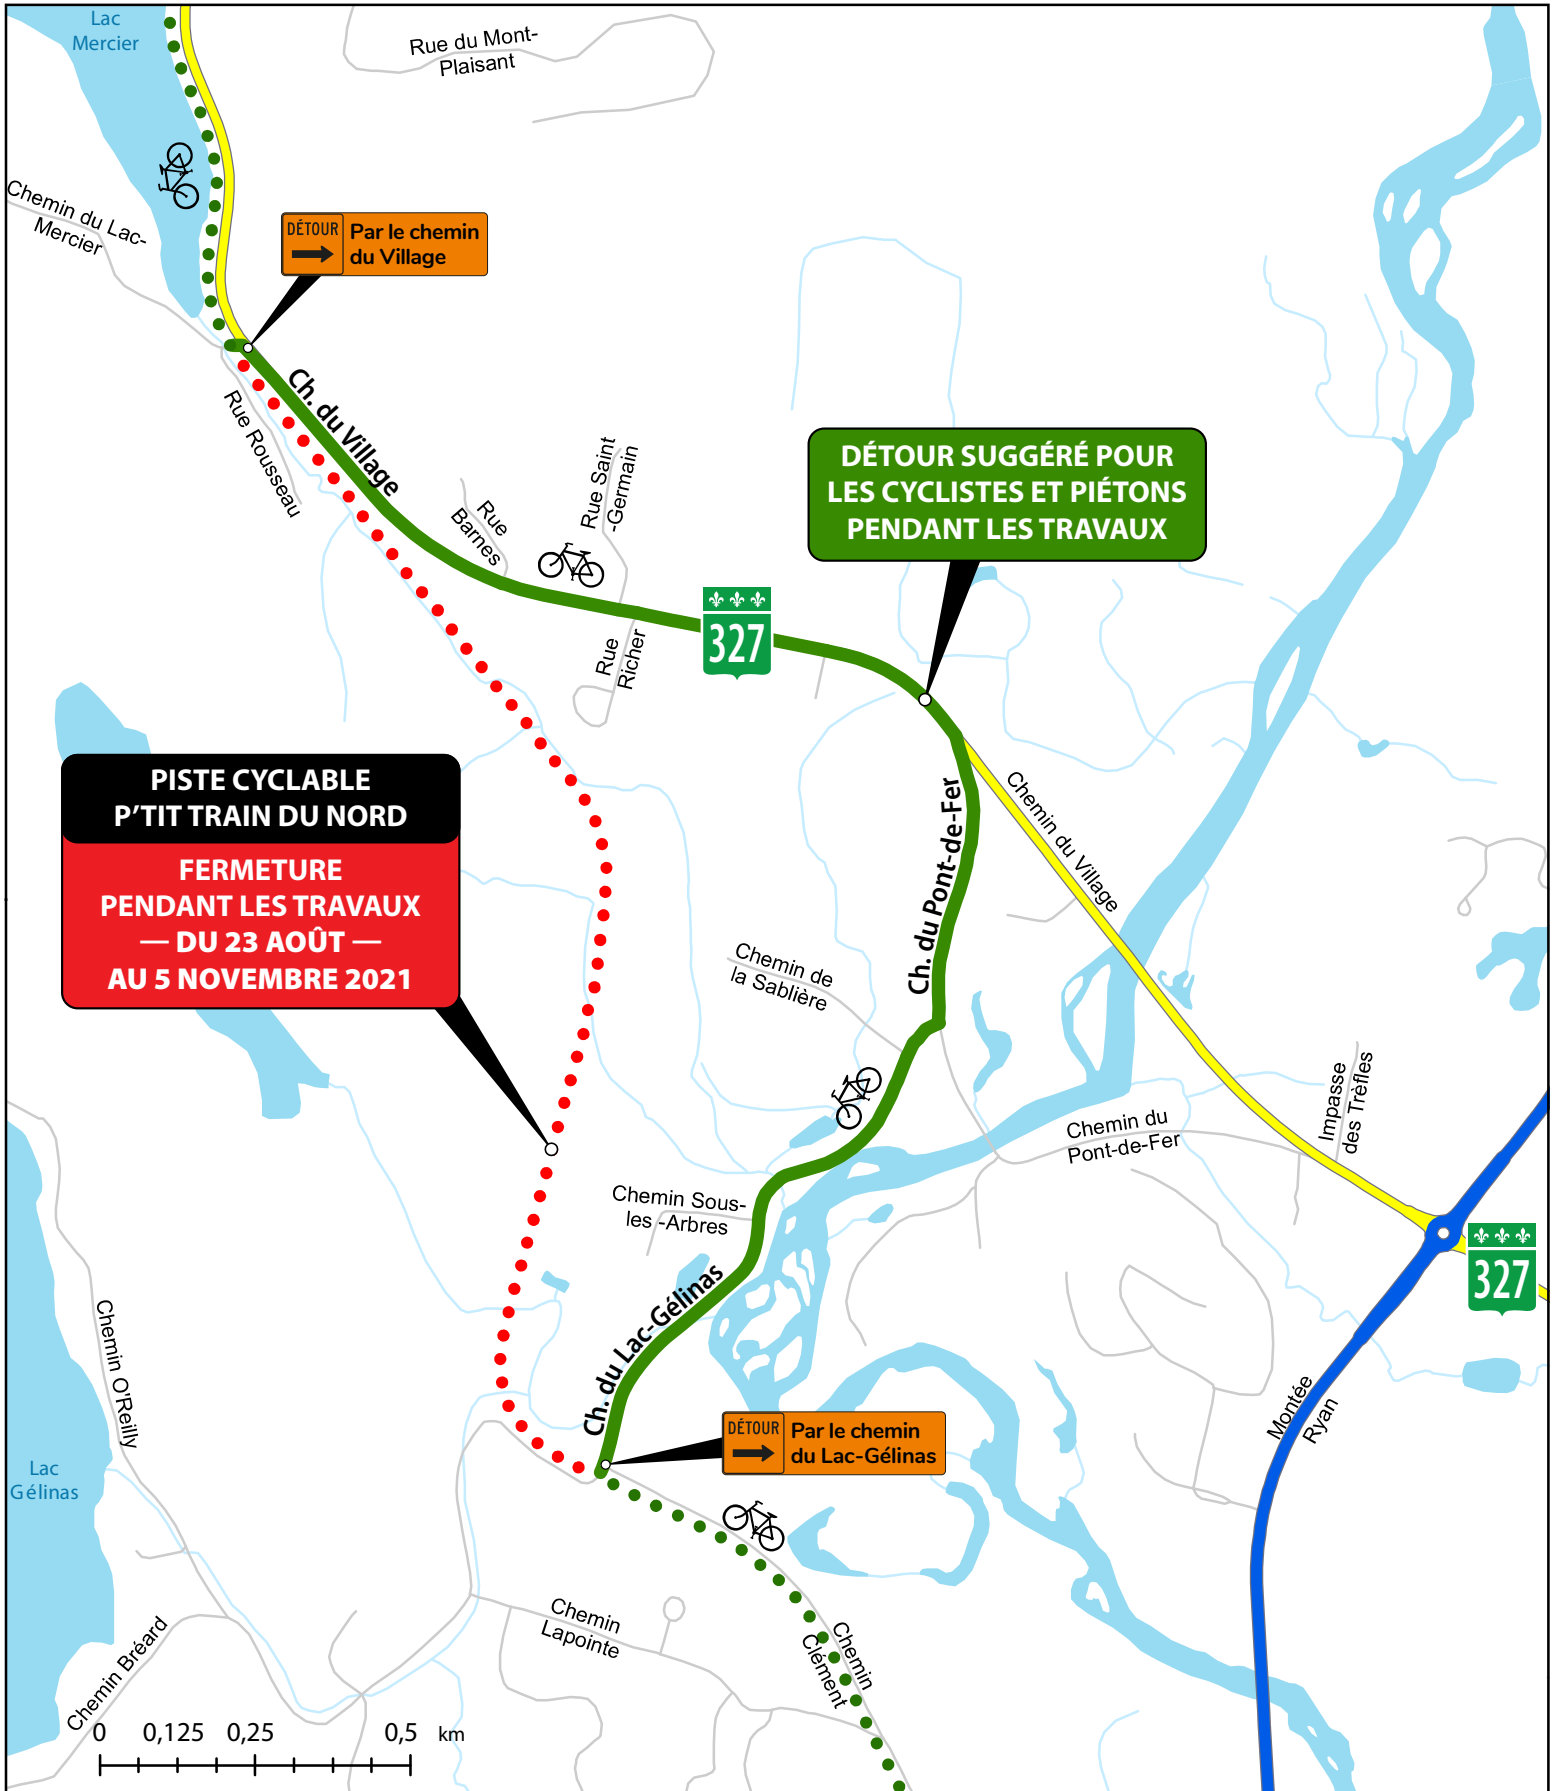 Lac
Mercier
Rue du Mont-
Plaisant
Chemin du Lac-
Mercier
DÉTOUR
Par le chemin
du Village
Ch. du Village
Rue Rousseau
Rue
Barnes
Rue Saint
-Germain
Rue
Richer
327
DÉTOUR SUGGÉRÉ POUR
LES CYCLISTES ET PIÉTONS
PENDANT LES TRAVAUX
PISTE CYCLABLE
P'TIT TRAIN DU NORD
FERMETURE
PENDANT LES TRAVAUX
— DU 23 AOÛT —
AU 5 NOVEMBRE 2021
Ch. du Pont-de-Fer
Chemin du Village
Chemin de
la Sablière
Chemin du
Pont-de-Fer
Impasse
des Trèfles
Chemin Sous-
les -Arbres
327
Ch. du Lac-Gélinas
Chemin O'Reilly
Montée
Ryan
DÉTOUR
Par le chemin
du Lac-Gélinas
Lac
Gélinas
Chemin
Lapointe
Chemin
Clément
Chemin Bréard
0 0,125 0,25 0,5 km